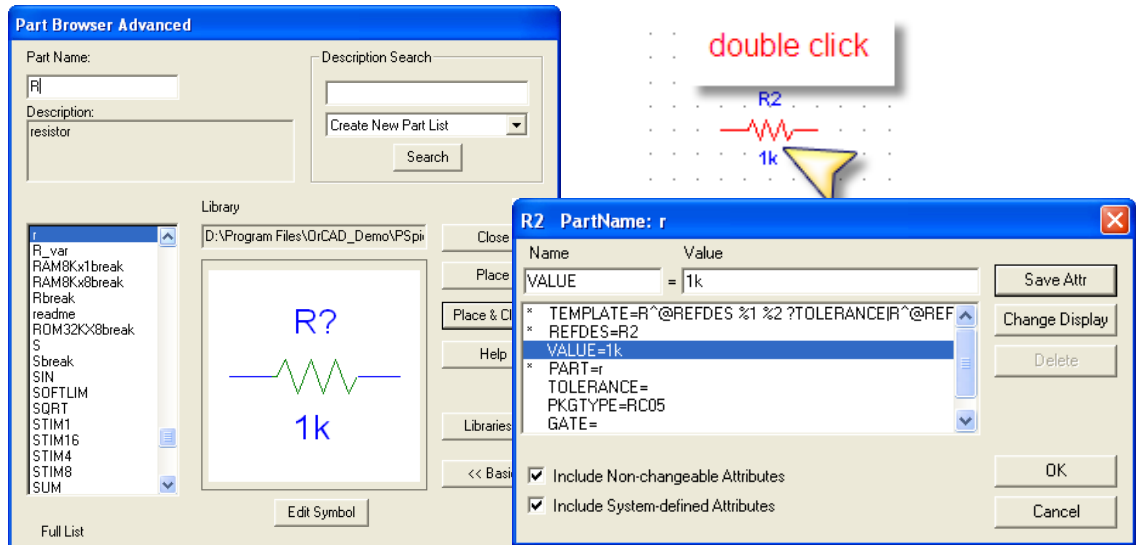 Part Browser Advanced
Part Name:
R
Description:
resistor
Description Search
Create New Part List
Search
Library
D:\Program Files\OrCAD_Demo\PSpi
r
R_var
RAM8Kx1break
RAM8Kx8break
Rbreak
readme
ROM32KX8break
S
Sbreak
SIN
SOFTLIM
SQRT
STIM1
STIM16
STIM4
STIM8
SUM
Full List
R?
1k
Edit Symbol
Close
Place
Place & Cl
Help
Libraries
<< Basi
double click
R2
1k
R2 PartName: r
Name Value
VALUE = 1k
* TEMPLATE=R^@REFDES %1 %2 ?TOLERANCE|R^@REF
* REFDES=R2
VALUE=1k
* PART=r
TOLERANCE=
PKGTYPE=RC05
GATE=
Include Non-changeable Attributes
Include System-defined Attributes
Save Attr
Change Display
Delete
OK
Cancel